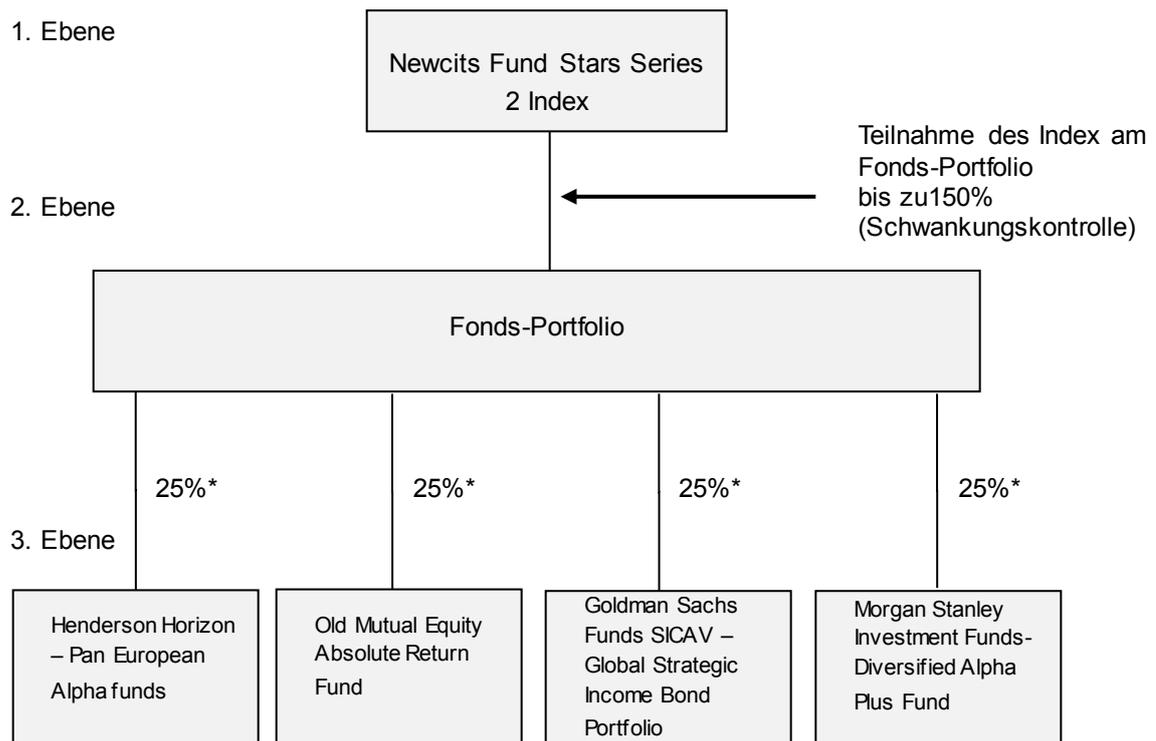 1. Ebene
Newcits Fund Stars Series
2 Index
Teilnahme des Index am
Fonds-Portfolio
bis zu150%
(Schwankungskontrolle)
2. Ebene
Fonds-Portfolio
25%*
25%*
25%*
25%*
3. Ebene
Henderson Horizon
– Pan European
Alpha funds
Old Mutual Equity
Absolute Return
Fund
Goldman Sachs
Funds SICAV –
Global Strategic
Income Bond
Portfolio
Morgan Stanley
Investment Funds-
Diversified Alpha
Plus Fund